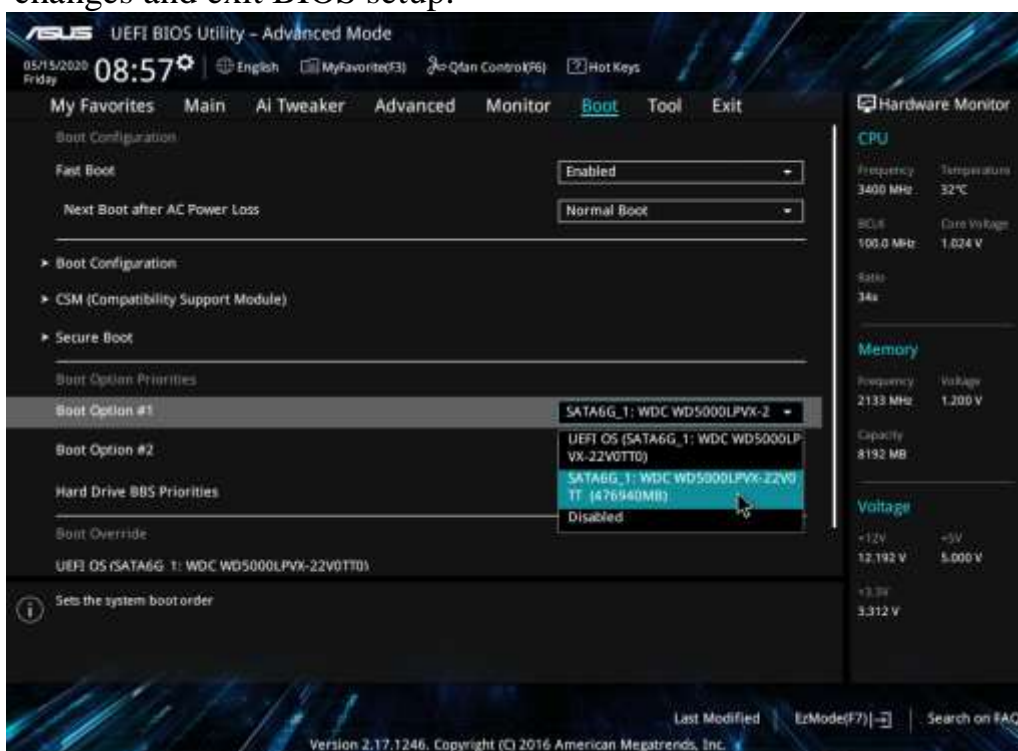 changes and exit BIOS setup.
ASUS UEFI BIOS Utility – Advanced Mode
05/15/2020
Friday 08:57 English MyFavorite(F3) Qfan Control(F6) ? Hot Keys
My Favorites Main Ai Tweaker Advanced Monitor Boot Tool Exit
Hardware Monitor
Boot Configuration
Fast Boot Enabled
Next Boot after AC Power Loss Normal Boot
> Boot Configuration
> CSM (Compatibility Support Module)
> Secure Boot
Boot Option Priorities
Boot Option #1 SATA6G_1: WDC WD5000LPVX-2
UEFI OS (SATA6G_1: WDC WD5000LP
VX-22V0TT0)
Boot Option #2
SATA6G_1: WDC WD5000LPVX-22V0
TT (476940MB)
Hard Drive BBS Priorities
Disabled
Boot Override
UEFI OS (SATA6G_1: WDC WD5000LPVX-22V0TT0)
Sets the system boot order
CPU
Frequency Temperature
3400 MHz 32°C
BCLK Core Voltage
100.0 MHz 1.024 V
Ratio
34x
Memory
Frequency Voltage
2133 MHz 1.200 V
Capacity
8192 MB
Voltage
+12V +5V
12.192 V 5.000 V
+3.3V
3.312 V
Last Modified EzMode(F7) Search on FAQ
Version 2.17.1246. Copyright (C) 2016 American Megatrends, Inc.